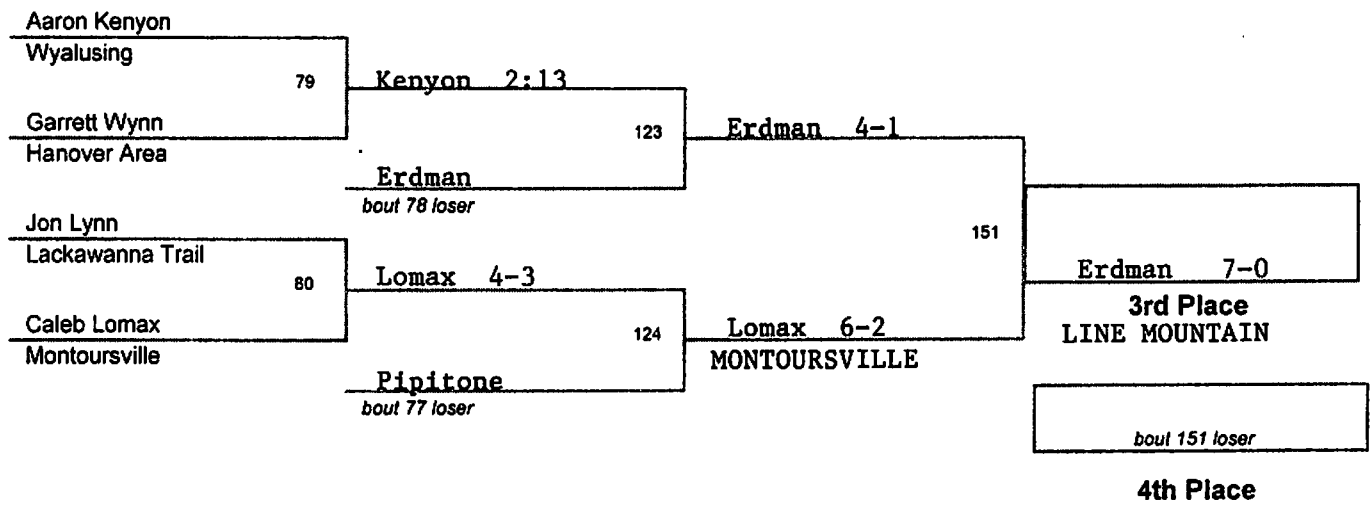 Aaron Kenyon
Wyalusing
79
Kenyon 2:13
Garrett Wynn
Hanover Area
123
Erdman 4-1
Erdman
bout 78 loser
Jon Lynn
Lackawanna Trail
151
80
Lomax 4-3
Erdman 7-0
3rd Place
LINE MOUNTAIN
Caleb Lomax
Montoursville
124
Lomax 6-2
MONTOURSVILLE
Pipitone
bout 77 loser
bout 151 loser
4th Place